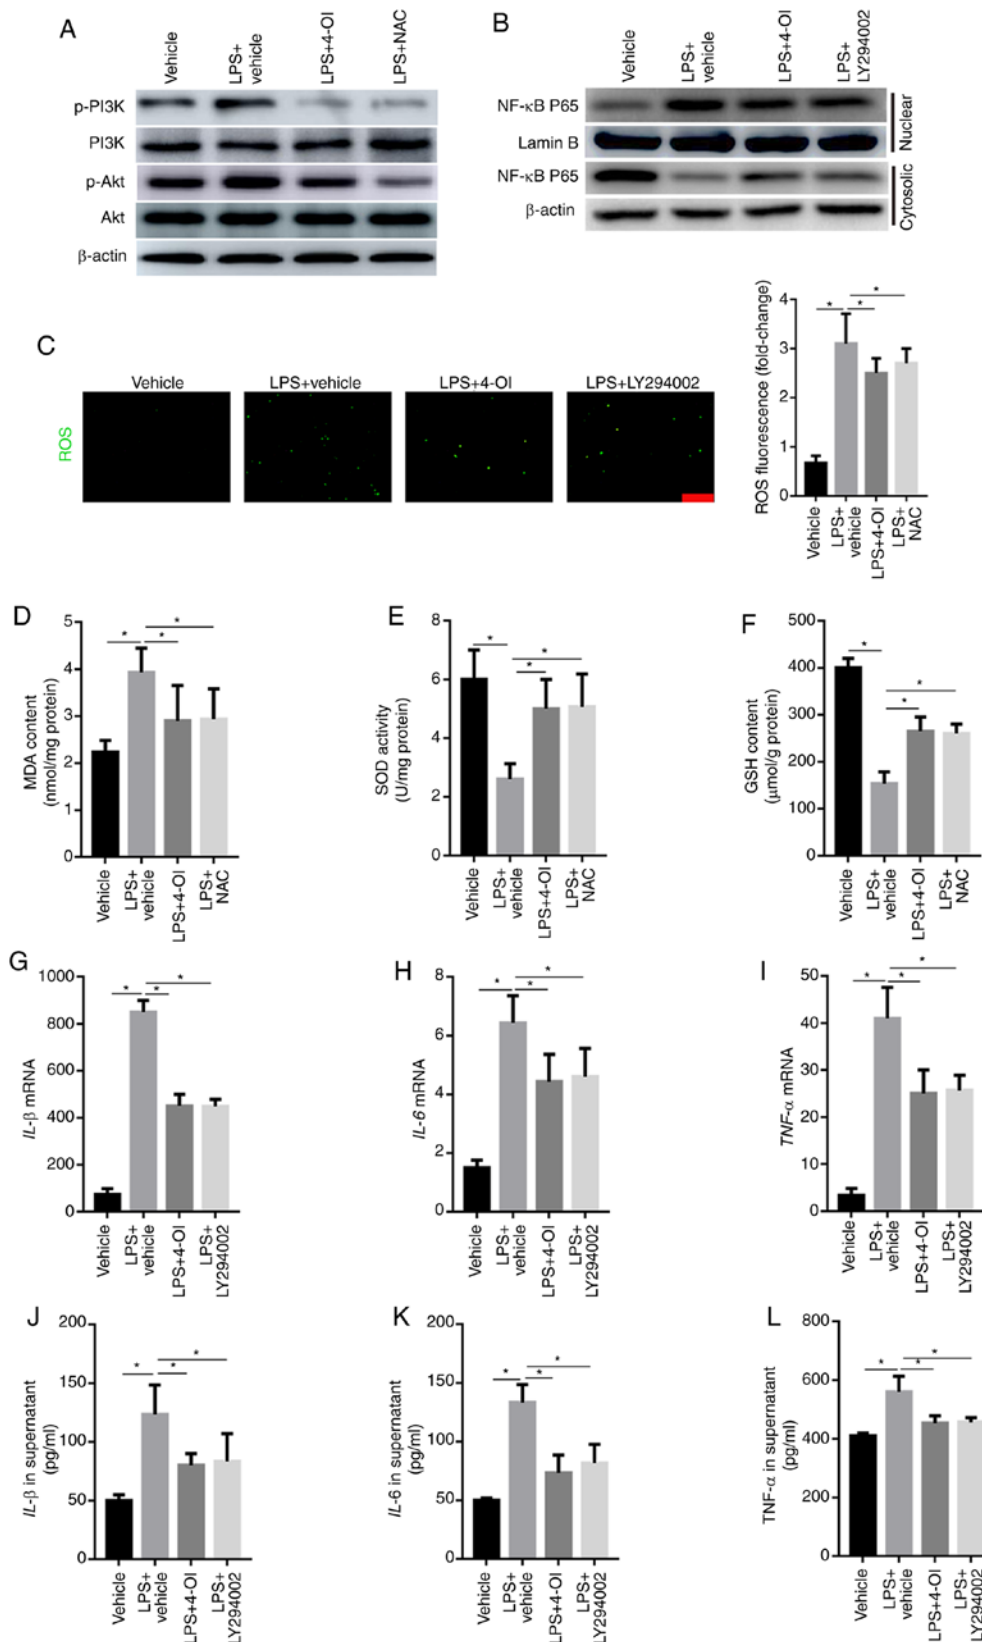 A
Vehicle
LPS+
vehicle
LPS+4-OI
LPS+NAC
p-PI3K
PI3K
p-Akt
Akt
β-actin
B
Vehicle
LPS+
vehicle
LPS+4-OI
LPS+
LY294002
NF-κB P65
Lamin B
Nuclear
NF-κB P65
β-actin
Cytosolic
C
Vehicle
LPS+vehicle
LPS+4-OI
LPS+LY294002
ROS
ROS fluorescence (fold-change)
4
3
2
1
0
* * *
Vehicle
LPS+
vehicle
LPS+4-OI
LPS+
NAC
D
MDA content
(nmol/mg protein)
5
4
3
2
1
0
* * *
Vehicle
LPS+
vehicle
LPS+4-OI
LPS+
NAC
E
SOD activity
(U/mg protein)
8
6
4
2
0
* * *
Vehicle
LPS+
vehicle
LPS+4-OI
LPS+
NAC
F
GSH content
(μmol/g protein)
500
400
300
200
100
0
* * *
Vehicle
LPS+
vehicle
LPS+4-OI
LPS+
NAC
G
IL-β mRNA
1000
800
600
400
200
0
* * *
Vehicle
LPS+
vehicle
LPS+4-OI
LPS+
LY294002
H
IL-6 mRNA
8
6
4
2
0
* * *
Vehicle
LPS+
vehicle
LPS+4-OI
LPS+
LY294002
I
TNF-α mRNA
50
40
30
20
10
0
* * *
Vehicle
LPS+
vehicle
LPS+4-OI
LPS+
LY294002
J
IL-β in supernatant
(pg/ml)
200
150
100
50
0
* * *
Vehicle
LPS+
vehicle
LPS+4-OI
LPS+
LY294002
K
IL-6 in supernatant
(pg/ml)
200
150
100
50
0
* * *
Vehicle
LPS+
vehicle
LPS+4-OI
LPS+
LY294002
L
TNF-α in supernatant
(pg/ml)
800
600
400
200
0
* * *
Vehicle
LPS+
vehicle
LPS+4-OI
LPS+
LY294002